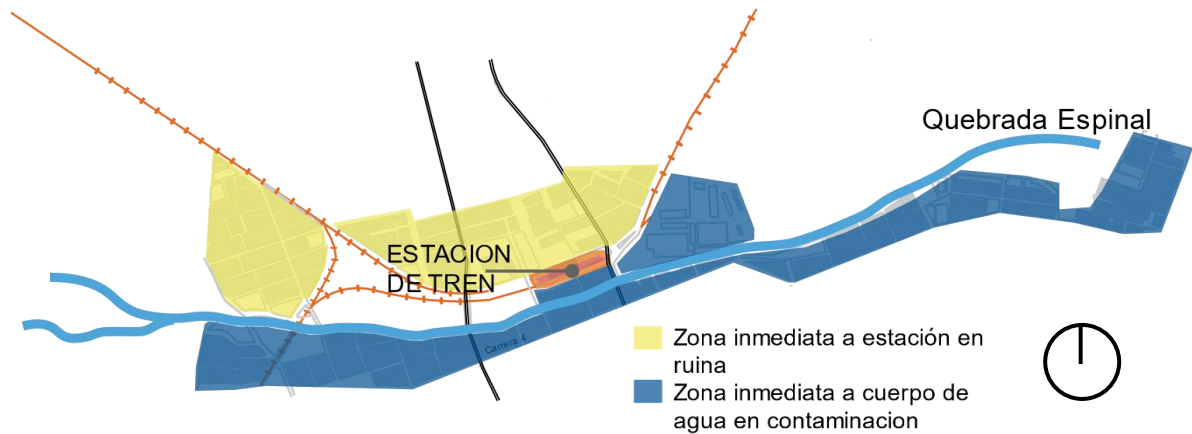 Quebrada Espinal
ESTACION
DE TREN
Carrera 4
Zona inmediata a estación en
ruina
Zona inmediata a cuerpo de
agua en contaminacion